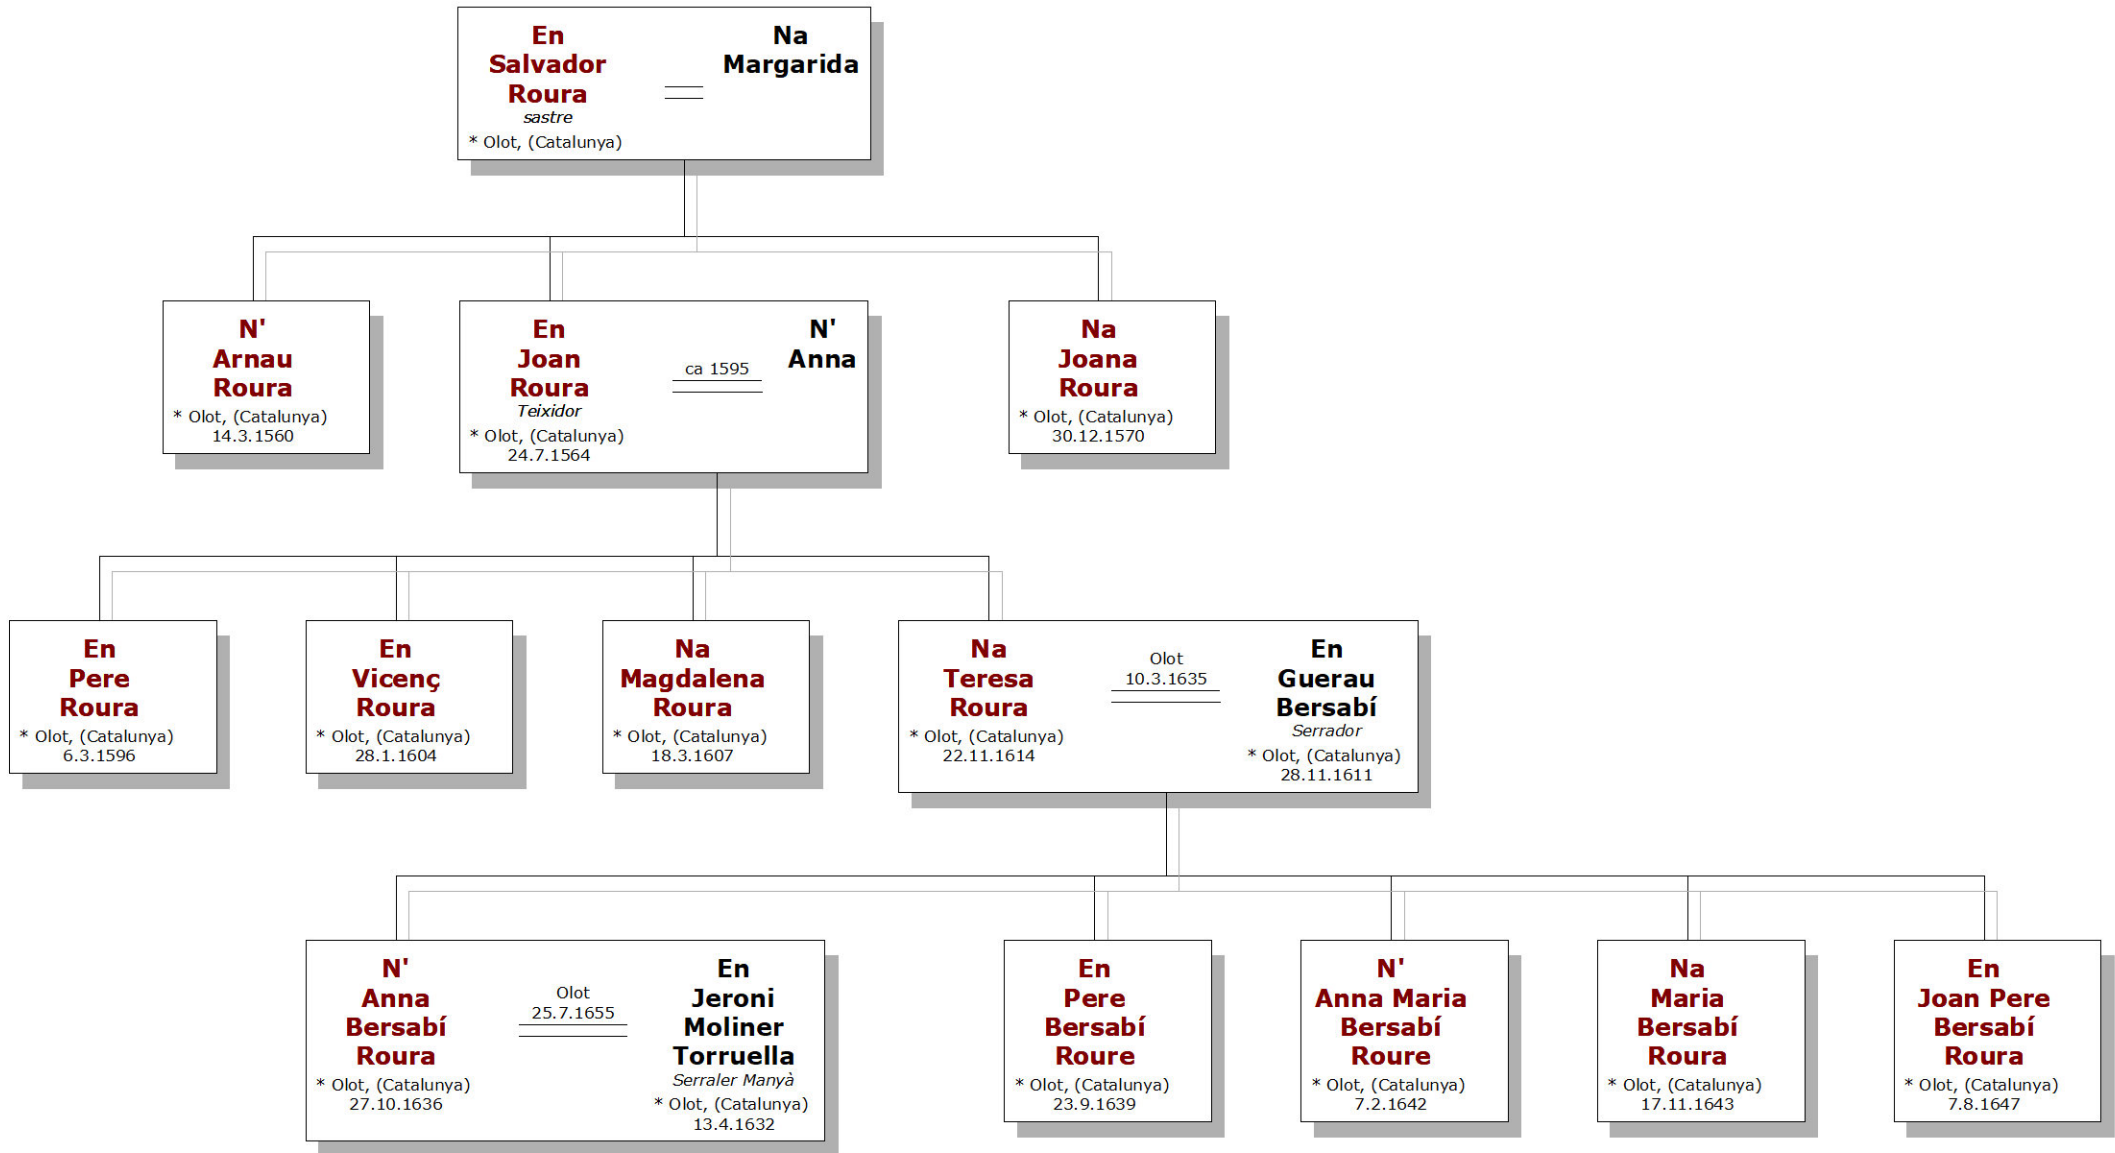 En
Salvador
Roura
sastre
* Olot, (Catalunya)
Na
Margarida
N'
Arnau
Roura
* Olot, (Catalunya)
14.3.1560
En
Joan
Roura
Teixidor
* Olot, (Catalunya)
24.7.1564
ca 1595
N'
Anna
Na
Joana
Roura
* Olot, (Catalunya)
30.12.1570
En
Pere
Roura
* Olot, (Catalunya)
6.3.1596
En
Vicenç
Roura
* Olot, (Catalunya)
28.1.1604
Na
Magdalena
Roura
* Olot, (Catalunya)
18.3.1607
Na
Teresa
Roura
* Olot, (Catalunya)
22.11.1614
Olot
10.3.1635
En
Guerau
Bersabí
Serrador
* Olot, (Catalunya)
28.11.1611
N'
Anna
Bersabí
Roura
* Olot, (Catalunya)
27.10.1636
Olot
25.7.1655
En
Jeroni
Moliner
Torruella
Serraler Manyà
* Olot, (Catalunya)
13.4.1632
En
Pere
Bersabí
Roure
* Olot, (Catalunya)
23.9.1639
N'
Anna Maria
Bersabí
Roure
* Olot, (Catalunya)
7.2.1642
Na
Maria
Bersabí
Roura
* Olot, (Catalunya)
17.11.1643
En
Joan Pere
Bersabí
Roura
* Olot, (Catalunya)
7.8.1647